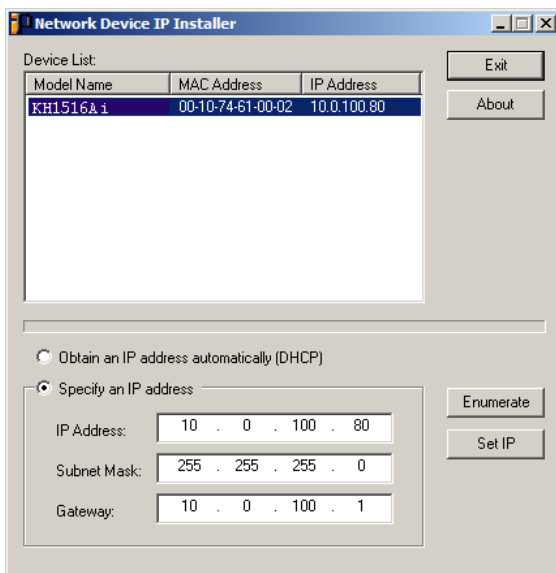 Network Device IP Installer
Device List:
Exit
Model Name MAC Address IP Address
KH1516Ai 00-10-74-61-00-02 10.0.100.80
About
Obtain an IP address automatically (DHCP)
Specify an IP address
Enumerate
IP Address: 10 . 0 . 100 . 80
Set IP
Subnet Mask: 255 . 255 . 255 . 0
Gateway: 10 . 0 . 100 . 1